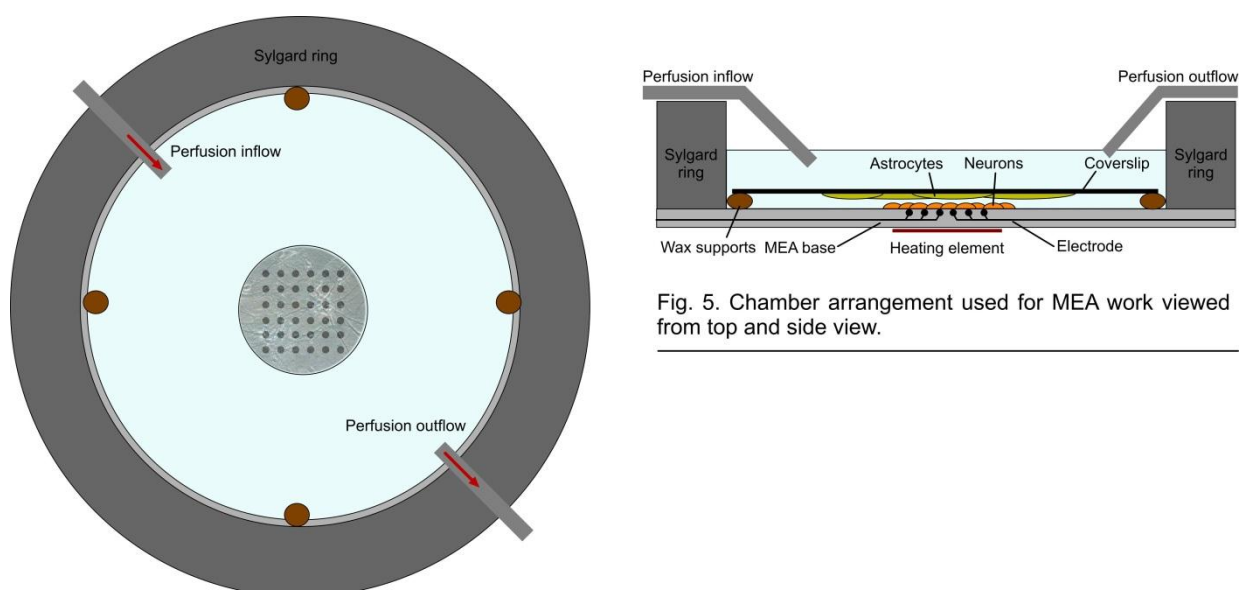 Sylgard ring
Perfusion inflow
Perfusion outflow
Perfusion inflow
Perfusion outflow
Sylgard
ring
Astrocytes
Neurons
Coverslip
Sylgard
ring
Wax supports
MEA base
Heating element
Electrode
Fig. 5. Chamber arrangement used for MEA work viewed
from top and side view.